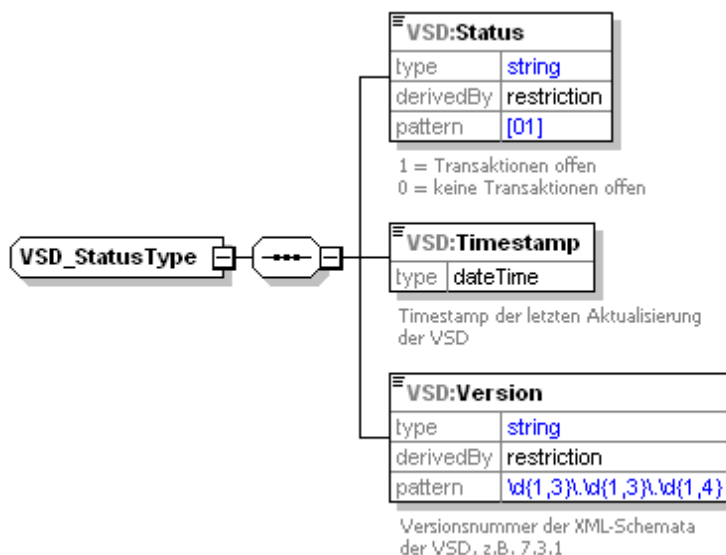 VSD:Status
type string
derivedBy restriction
pattern [01]
1 = Transaktionen offen
0 = keine Transaktionen offen
VSD_StatusType
VSD:Timestamp
type dateTime
Timestamp der letzten Aktualisierung
der VSD
VSD:Version
type string
derivedBy restriction
pattern \d{1,3}\.\d{1,3}\.\d{1,4}
Versionsnummer der XML-Schemata
der VSD, z.B. 7.3.1